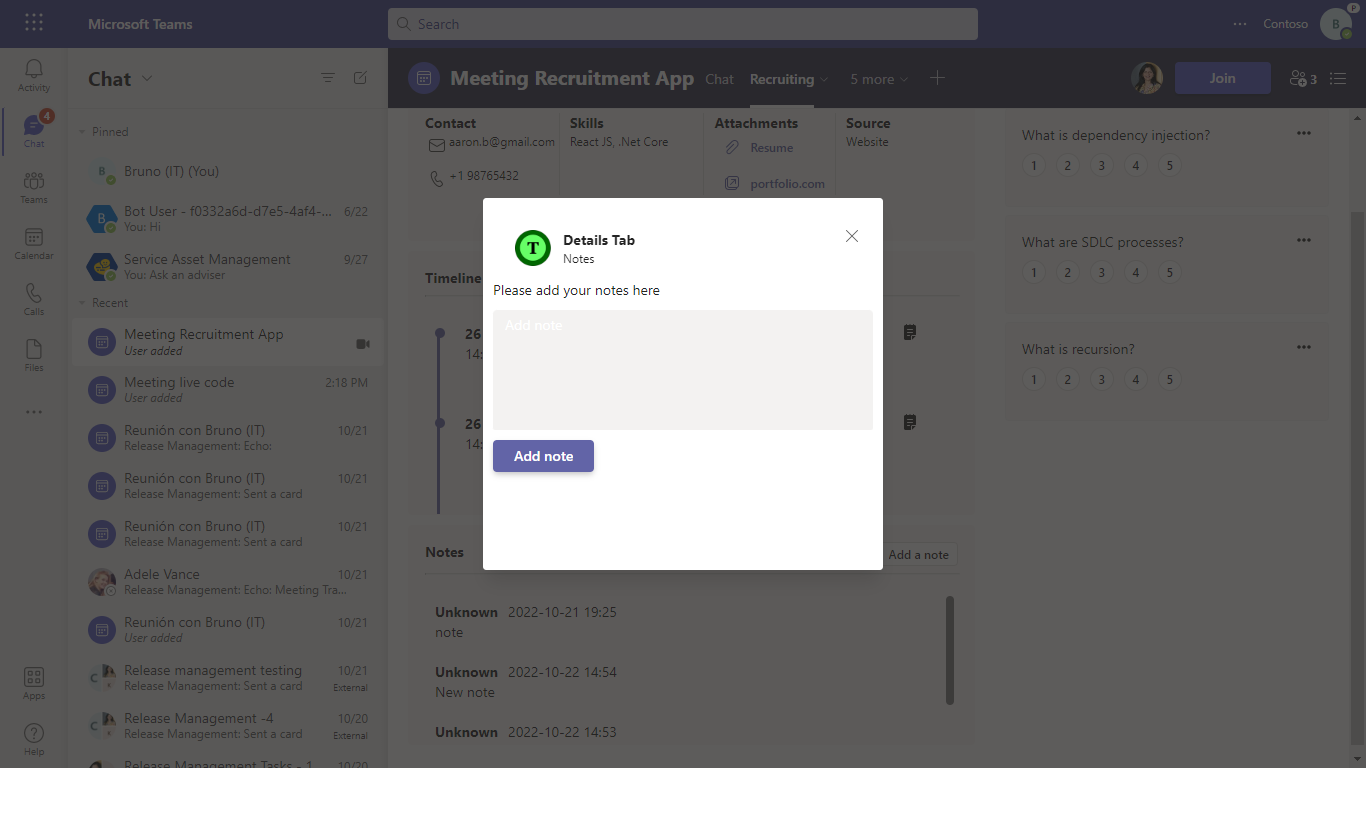 Microsoft Teams
Search
Contoso
B
P
Activity
4
Chat
Teams
Calendar
Calls
Files
Apps
Help
Chat
Pinned
B
Bruno (IT) (You)
B
Bot User - f0332a6d-d7e5-4af4-...
6/22
You: Hi
Service Asset Management
9/27
You: Ask an adviser
Recent
Meeting Recruitment App
User added
Meeting live code
2:18 PM
User added
Reunión con Bruno (IT)
10/21
Release Management: Echo:
Reunión con Bruno (IT)
10/21
Release Management: Sent a card
Reunión con Bruno (IT)
10/21
Release Management: Sent a card
Adele Vance
10/21
Release Management: Echo: Meeting Tra...
Reunión con Bruno (IT)
10/21
User added
C
Release management testing
10/21
Release Management: Sent a card
External
C
Release Management -4
10/20
Release Management: Sent a card
External
Release Management Tasks - 1
10/20
Meeting Recruitment App
Chat
Recruiting
5 more
Join
3
Contact
aaron.b@gmail.com
+1 98765432
Skills
React JS, .Net Core
Attachments
Resume
portfolio.com
Source
Website
Timeline
26
14:
26
14:
T
Details Tab
Notes
Please add your notes here
Add note
Add note
Notes
Add a note
Unknown 2022-10-21 19:25
note
Unknown 2022-10-22 14:54
New note
Unknown 2022-10-22 14:53
What is dependency injection?
1 2 3 4 5
What are SDLC processes?
1 2 3 4 5
What is recursion?
1 2 3 4 5